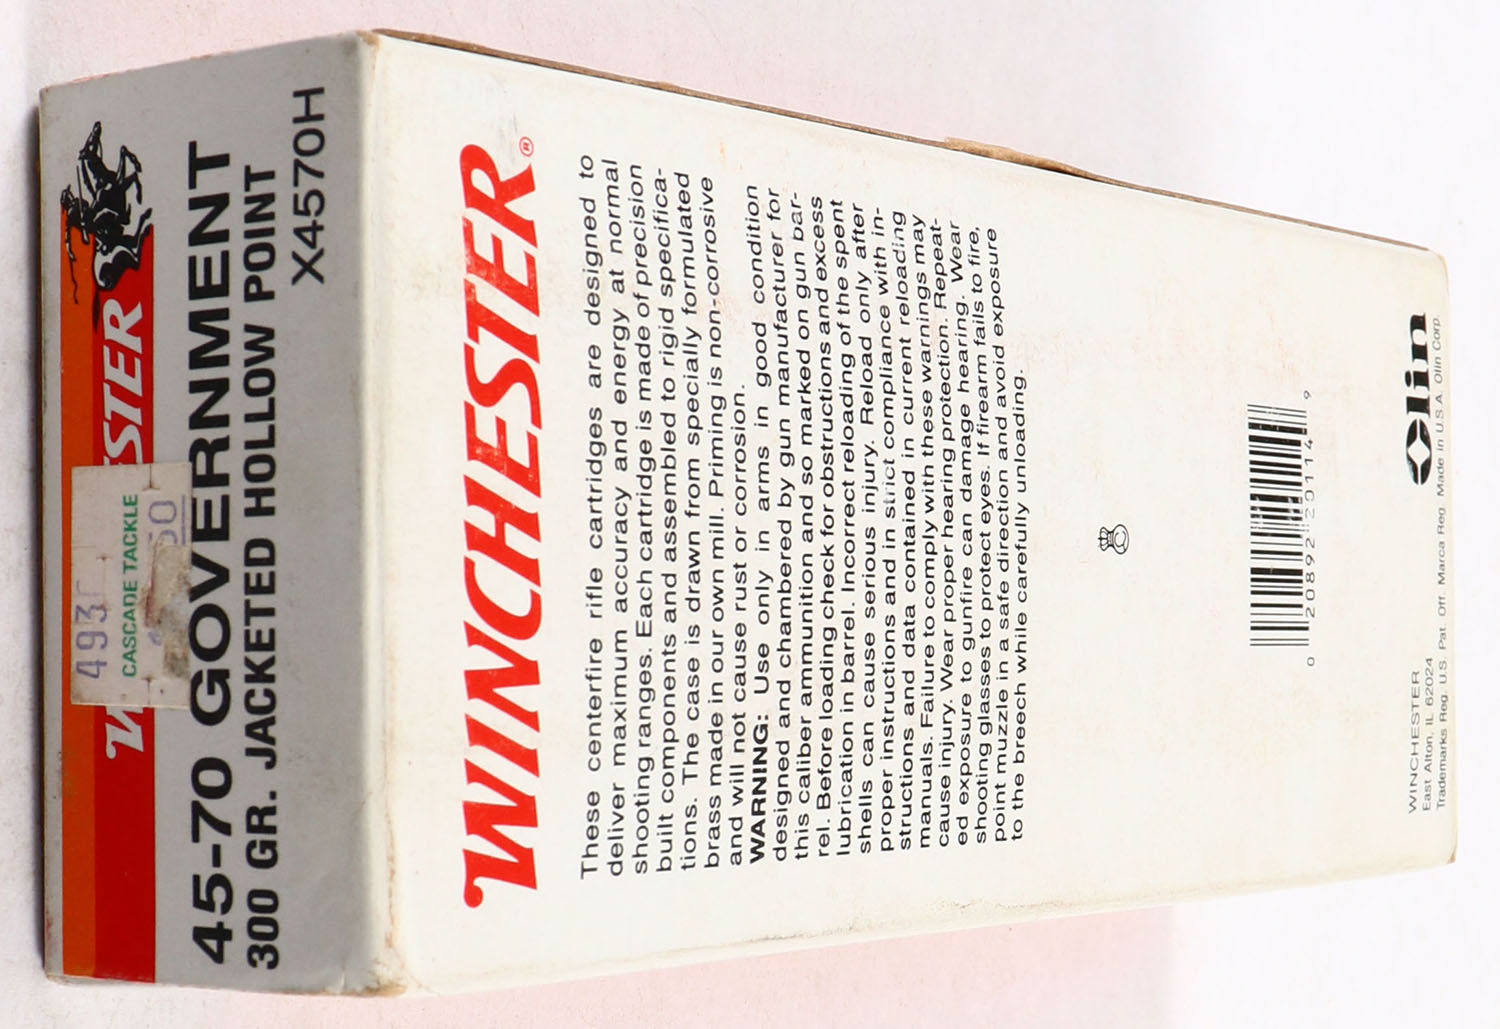 WINCHESTER
493
CASCADE TACKLE
50
45-70 GOVERNMENT
300 GR. JACKETED HOLLOW POINT
X4570H
WINCHESTER®
These centerfire rifle cartridges are designed to
deliver maximum accuracy and energy at normal
shooting ranges. Each cartridge is made of precision
built components and assembled to rigid specifica-
tions. The case is drawn from specially formulated
brass made in our own mill. Priming is non-corrosive
and will not cause rust or corrosion.
WARNING: Use only in arms in good condition
designed and chambered by gun manufacturer for
this caliber ammunition and so marked on gun bar-
rel. Before loading check for obstructions and excess
lubrication in barrel. Incorrect reloading of the spent
shells can cause serious injury. Reload only after
proper instructions and in strict compliance with in-
structions and data contained in current reloading
manuals. Failure to comply with these warnings may
cause injury. Wear proper hearing protection. Repeat-
ed exposure to gunfire can damage hearing. Wear
shooting glasses to protect eyes. If firearm fails to fire,
point muzzle in a safe direction and avoid exposure
to the breech while carefully unloading.
0 20892 20114 9
WINCHESTER
East Alton, IL 62024
Trademarks Reg. U.S. Pat. Off. Marca Reg Made in U.S.A. Olin Corp.
Olin